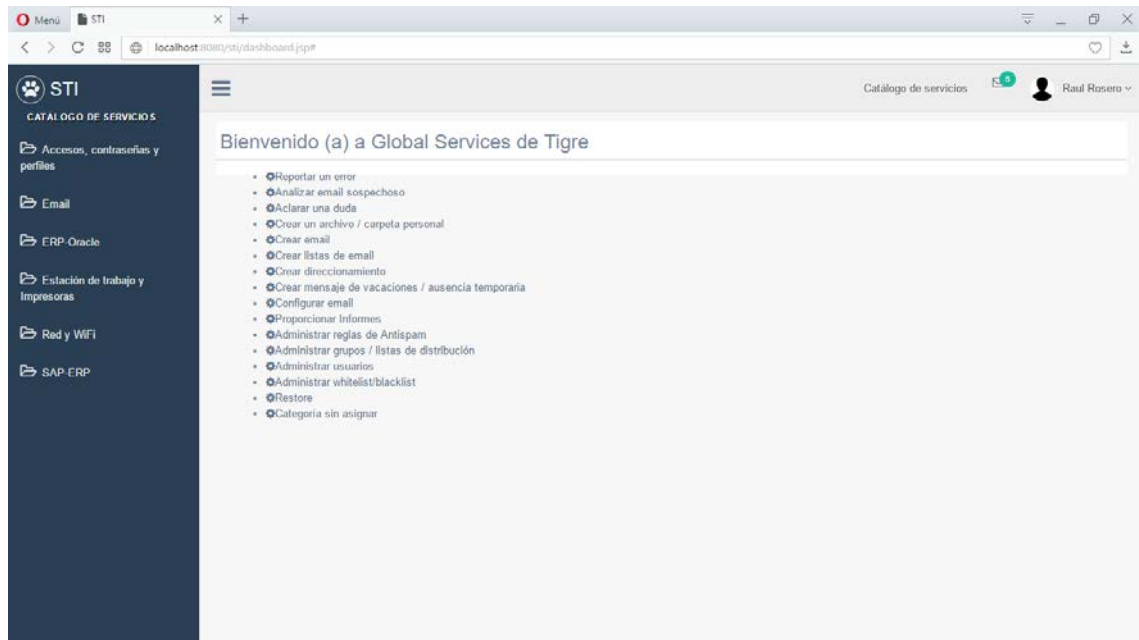 Menú
STI
localhost:8080/sti/dashboard.jsp#
STI
CATALOGO DE SERVICIOS
Accesos, contraseñas y
perfiles
Email
ERP-Oracle
Estación de trabajo y
Impresoras
Red y WiFi
SAP-ERP
Catálogo de servicios
5
Raul Rosero
Bienvenido (a) a Global Services de Tigre
Reportar un error
Analizar email sospechoso
Aclarar una duda
Crear un archivo / carpeta personal
Crear email
Crear listas de email
Crear direccionamiento
Crear mensaje de vacaciones / ausencia temporaria
Configurar email
Proporcionar Informes
Administrar reglas de Antispam
Administrar grupos / listas de distribución
Administrar usuarios
Administrar whitelist/blacklist
Restore
Categoría sin asignar